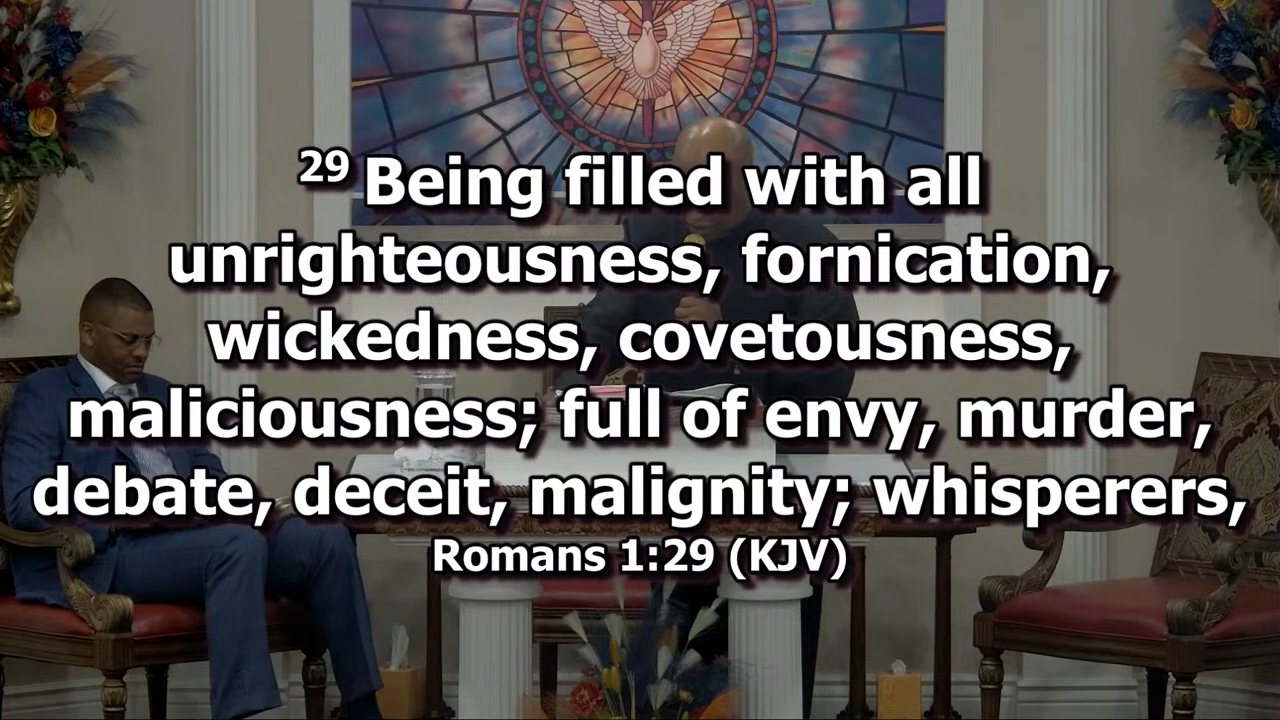 29 Being filled with all
unrighteousness, fornication,
wickedness, covetousness,
maliciousness; full of envy, murder,
debate, deceit, malignity; whisperers,
Romans 1:29 (KJV)